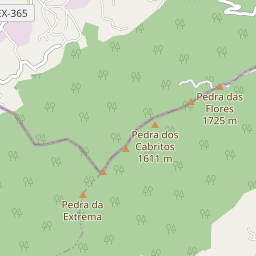 EX-365
Pedra das
Flores
1725 m
Pedra dos
Cabritos
1611 m
Pedra da
Extrema